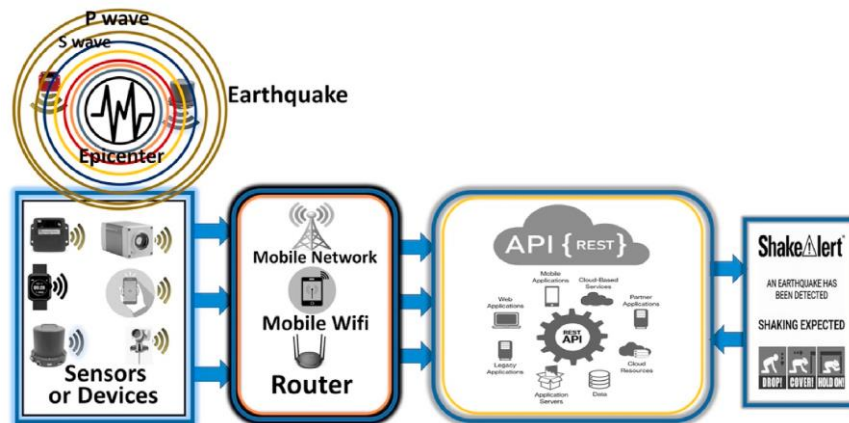 P wave
S wave
Earthquake
Epicenter
Sensors
or Devices
Mobile Network
Mobile Wifi
Router
API { REST }
Mobile
Applications
Cloud-Based
Services
Web
Applications
Partner
Applications
REST
API
Legacy
Applications
Cloud
Resources
Application
Servers
Data
ShakeAlert®
AN EARTHQUAKE HAS
BEEN DETECTED
SHAKING EXPECTED
DROP! COVER! HOLD ON!